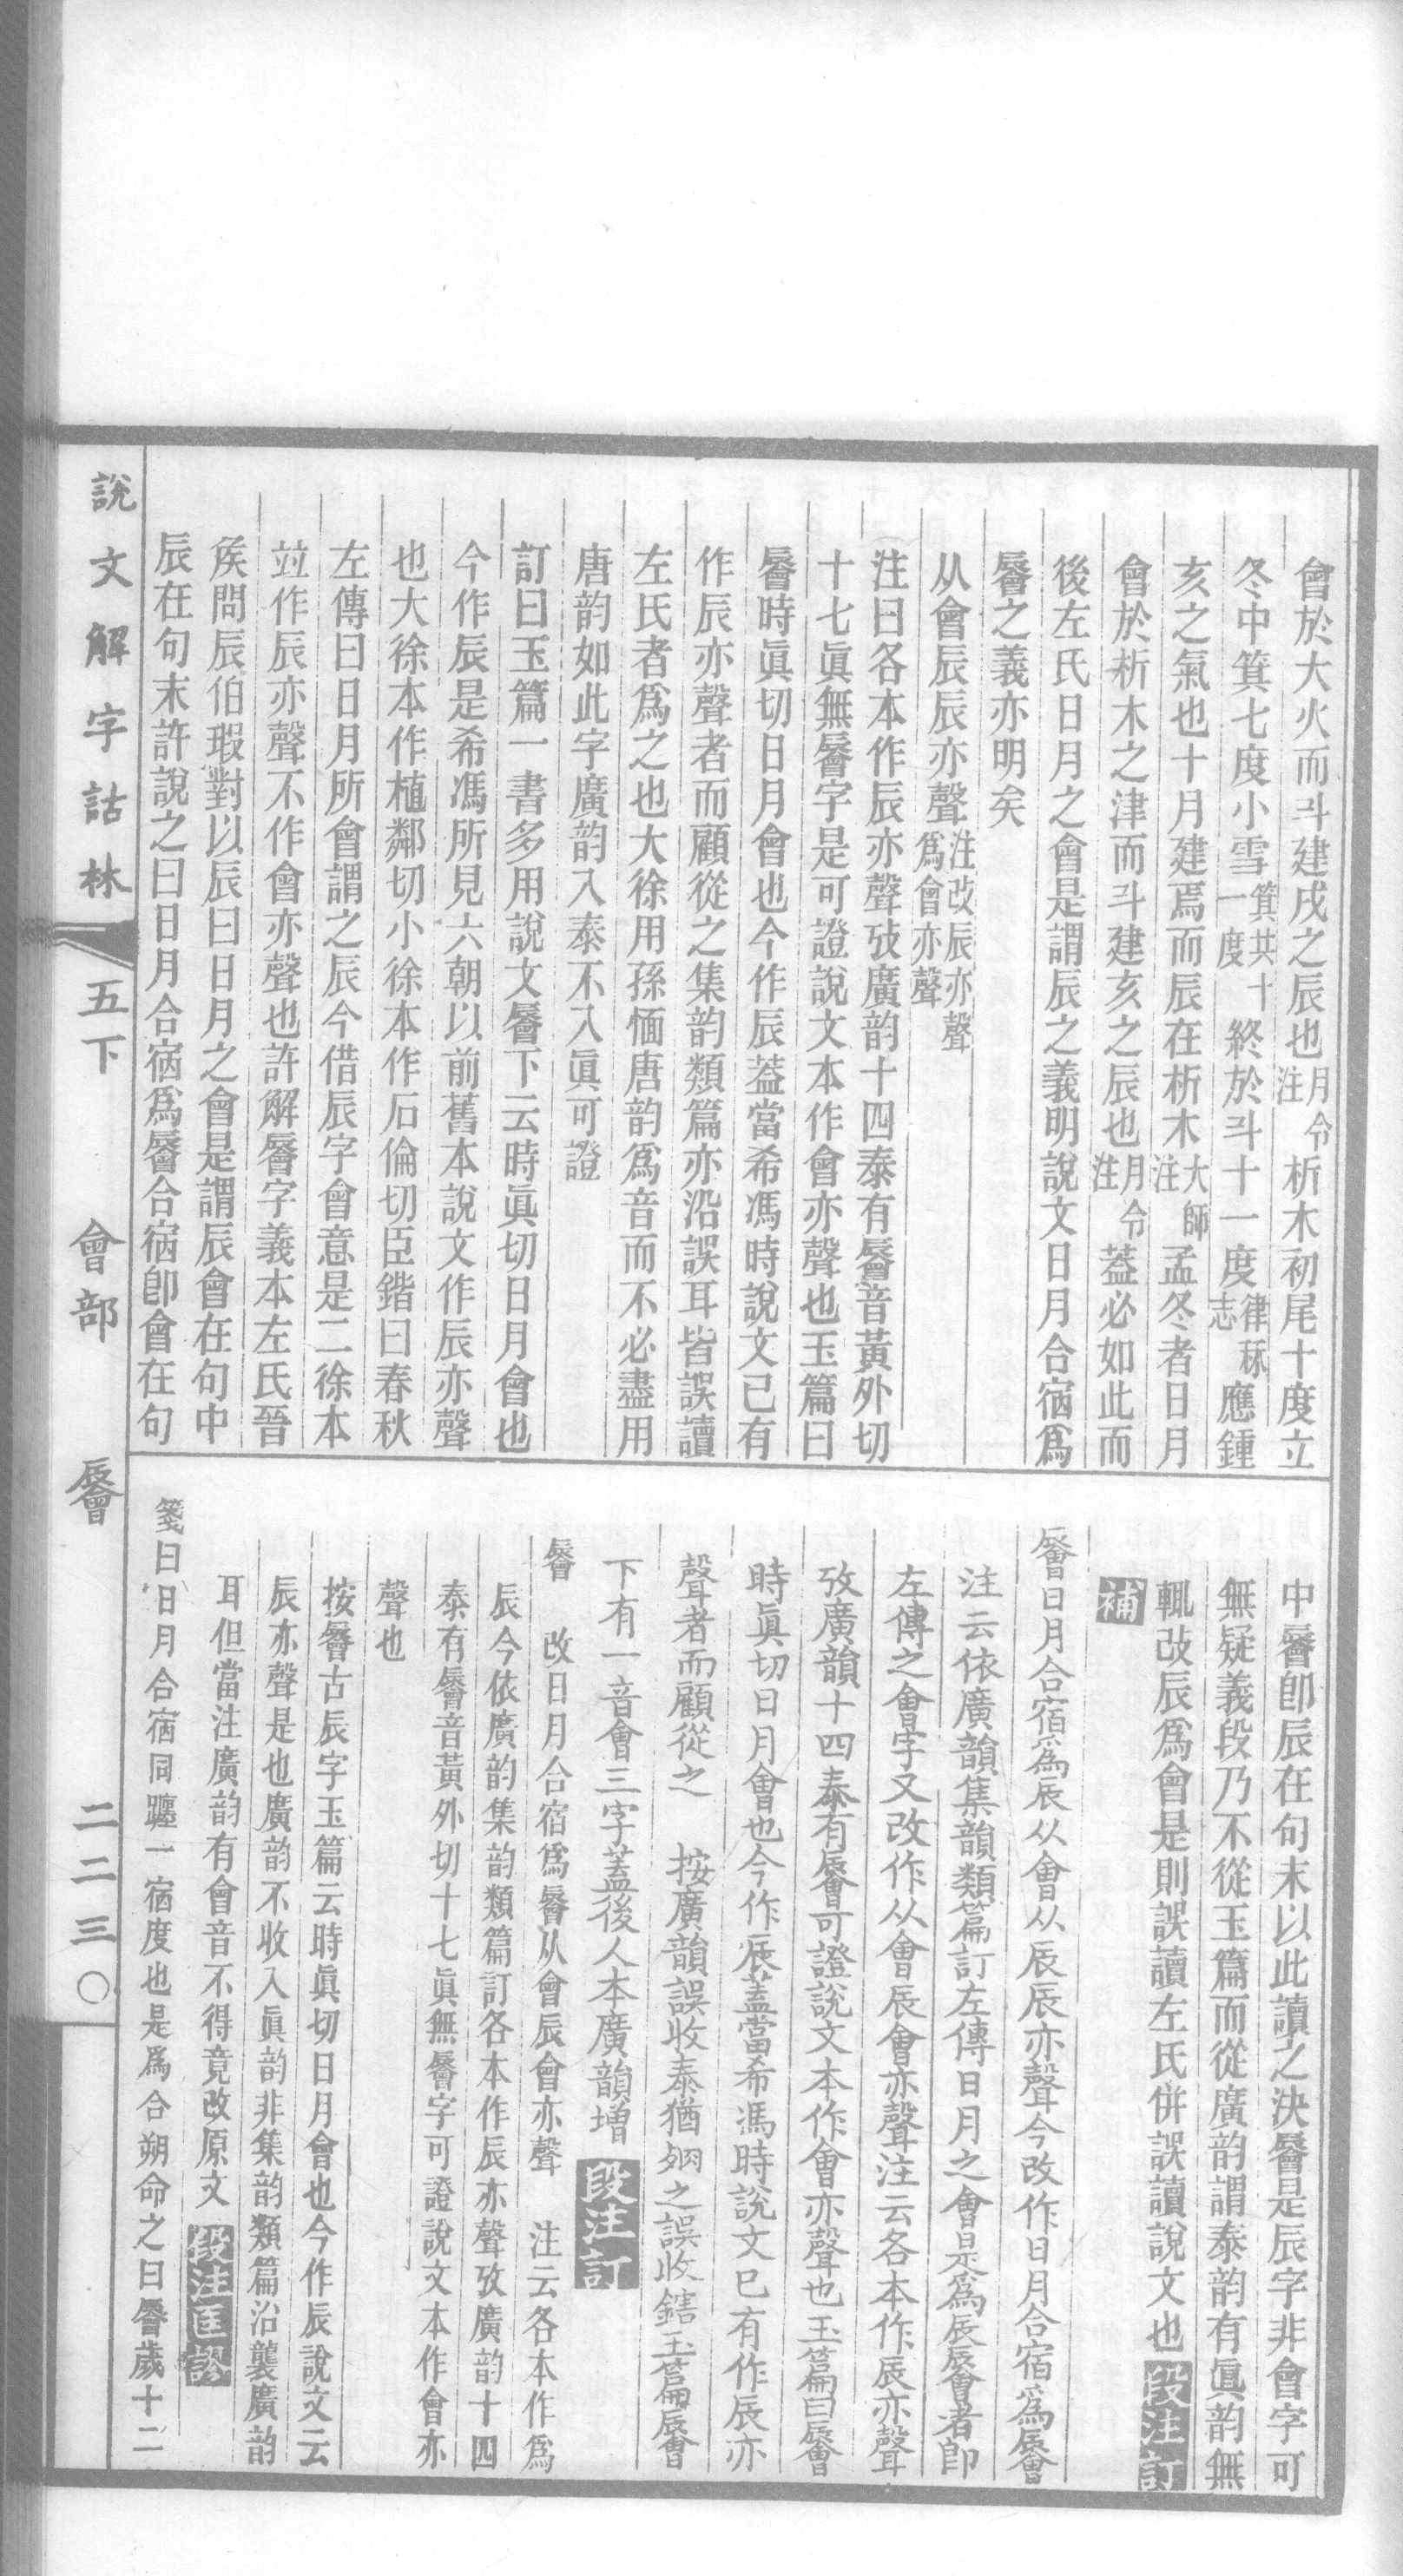 會於大火而斗建戌之辰也月令注析木初尾十度立
冬中箕七度小雪箕共十一度終於斗十一度律秝志應鍾
亥之氣也十月建焉而辰在析木大師注孟冬者日月
會於析木之津而斗建亥之辰也月令注蓋必如此而
後左氏日月之會是謂辰之義明說文日月合宿爲
䢈之義亦明矣
从會辰辰亦聲注改辰亦聲爲會亦聲
注曰各本作辰亦聲攷廣韵十四泰有䢈音黃外切
十七眞無䢈字是可證說文本作會亦聲也玉篇曰
䢈時眞切日月會也今作辰蓋當希馮時說文已有
作辰亦聲者而顧從之集韵類篇亦沿誤耳皆誤讀
左氏者爲之也大徐用孫愐唐韵爲音而不必盡用
唐韵如此字廣韵入泰不入眞可證
訂曰玉篇一書多用說文䢈下云時眞切日月會也
今作辰是希馮所見六朝以前舊本說文作辰亦聲
也大徐本作植鄰切小徐本作石倫切臣鍇曰春秋
左傳曰日月所會謂之辰今借辰字會意是二徐本
竝作辰亦聲不作會亦聲也許解䢈字義本左氏晉
矦問辰伯瑕對以辰曰日月之會是謂辰會在句中
辰在句末許說之曰日月合宿爲䢈合宿卽會在句
中䢈卽辰在句末以此讀之決䢈是辰字非會字可
無疑義段乃不從玉篇而從廣韵謂泰韵有眞韵無
輒改辰爲會是則誤讀左氏併誤讀說文也段注訂
補
䢈日月合宿爲辰从會从辰辰亦聲今改作日月合宿爲䢈
注云依廣韻集韻類篇訂左傳日月之會是爲辰䢈者卽
左傳之會字又改作从會辰會亦聲注云各本作辰亦聲
攷廣韻十四泰有䢈可證說文本作會亦聲也玉篇曰䢈
時眞切日月會也今作辰蓋當希馮時說文已有作辰亦
聲者而顧從之　按廣韻誤收泰猶之誤收鎋玉篇䢈
下有一音會三字蓋後人本廣韻增段注訂
䢈　改日月合宿爲䢈从會辰會亦聲　注云各本作爲
辰今依廣韵集韵類篇訂各本作辰亦聲攷廣韵十四
泰有䢈音黃外切十七眞無䢈字可證說文本作會亦
聲也
按䢈古辰字玉篇云時眞切日月會也今作辰說文云
辰亦聲是也廣韵不收入眞韵非集韵類篇沿襲廣韵
耳但當注廣韵有會音不得竟改原文段注匡謬
箋曰日月合宿同躔一宿度也是爲合朔命之曰䢈歲十二
說文解字詁林　五下　會部　䢈　二二三〇